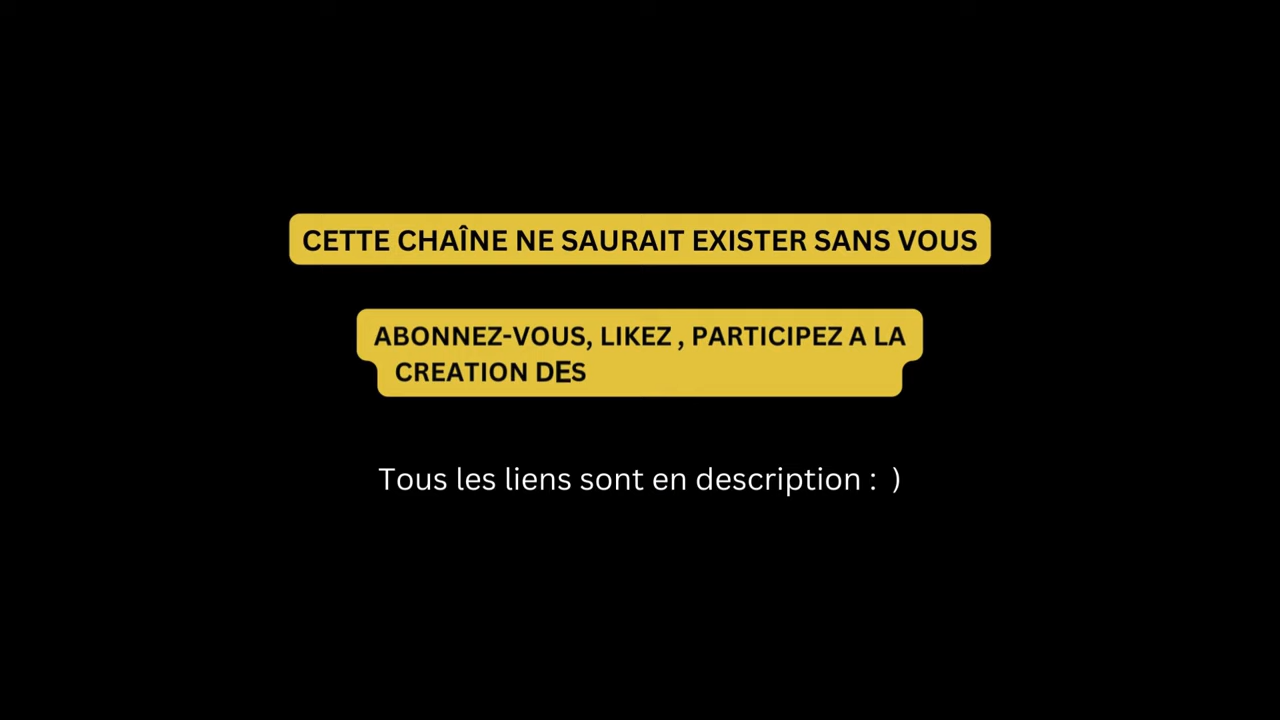 CETTE CHAÎNE NE SAURAIT EXISTER SANS VOUS
ABONNEZ-VOUS, LIKEZ , PARTICIPEZ A LA
CREATION DES
Tous les liens sont en description : )